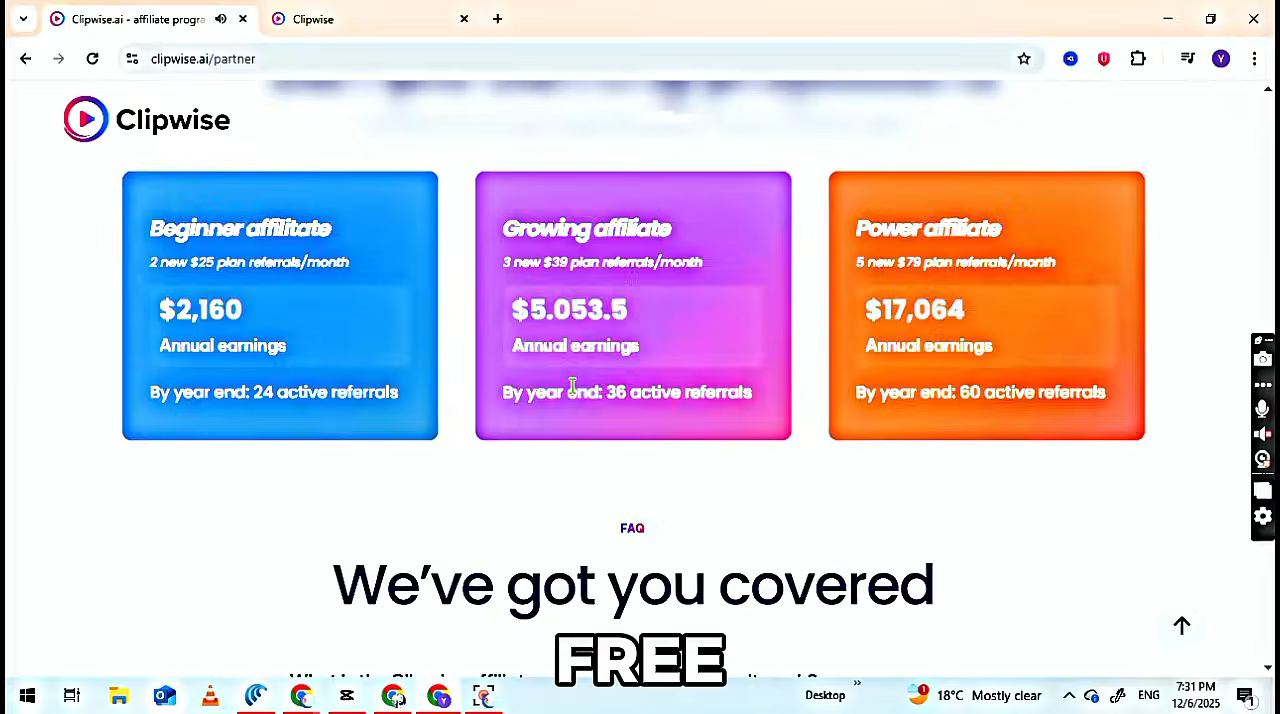 Clipwise.ai - affiliate progra
Clipwise
clipwise.ai/partner
Y
Clipwise
Beginner affilitate
2 new $25 plan referrals/month
$2,160
Annual earnings
By year end: 24 active referrals
Growing affiliate
3 new $39 plan referrals/month
$5.053.5
Annual earnings
By year end: 36 active referrals
Power affiliate
5 new $79 plan referrals/month
$17,064
Annual earnings
By year end: 60 active referrals
FAQ
We've got you covered
FREE
Desktop
18°C Mostly clear
ENG
7:31 PM
12/6/2025